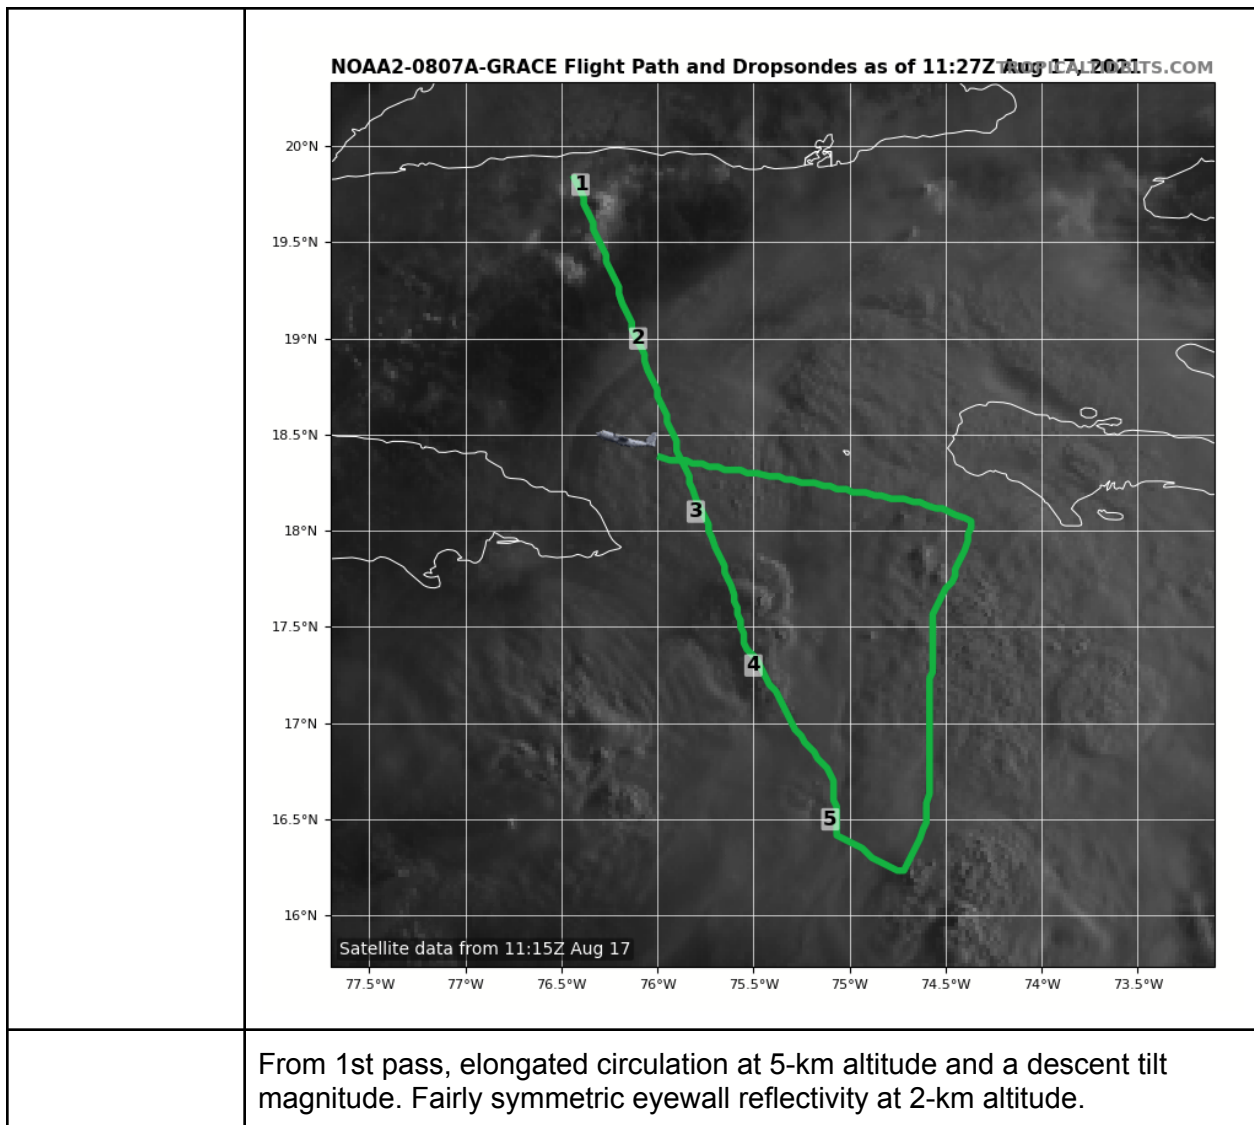 NOAA2-0807A-GRACE Flight Path and Dropsondes as of 11:27Z Aug 17, 2021
TROPICALTIDBITS.COM
20°N
1
19.5°N
2
19°N
18.5°N
3
18°N
17.5°N
4
17°N
16.5°N
5
16°N
Satellite data from 11:15Z Aug 17
77.5°W 77°W 76.5°W 76°W 75.5°W 75°W 74.5°W 74°W 73.5°W
From 1st pass, elongated circulation at 5-km altitude and a descent tilt
magnitude. Fairly symmetric eyewall reflectivity at 2-km altitude.